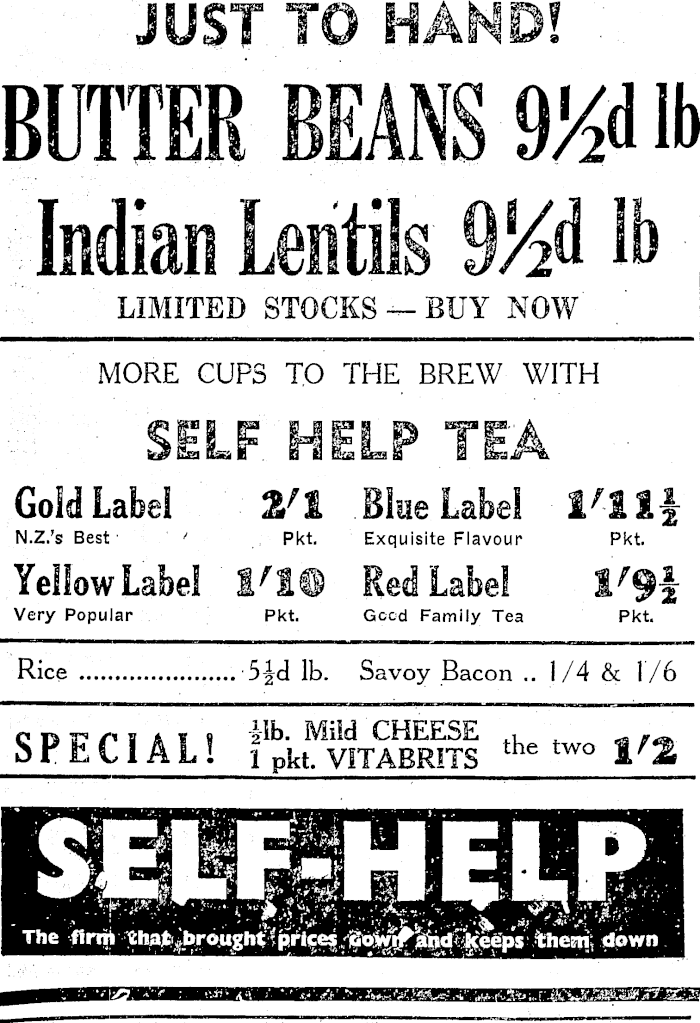 JUST TO HAND!
BUTTER BEANS 9½d lb
Indian Lentils 9½d lb
LIMITED STOCKS — BUY NOW
MORE CUPS TO THE BREW WITH
SELF HELP TEA
Gold Label 2/1 Blue Label 1/11½
N.Z.'s Best Pkt. Exquisite Flavour Pkt.
Yellow Label 1/10 Red Label 1/9½
Very Popular Pkt. Good Family Tea Pkt.
Rice ...................... 5½d lb. Savoy Bacon .. 1/4 & 1/6
SPECIAL! ½lb. Mild CHEESE
1 pkt. VITABRITS the two 1/2
SELF-HELP
The firm that brought prices down and keeps them down